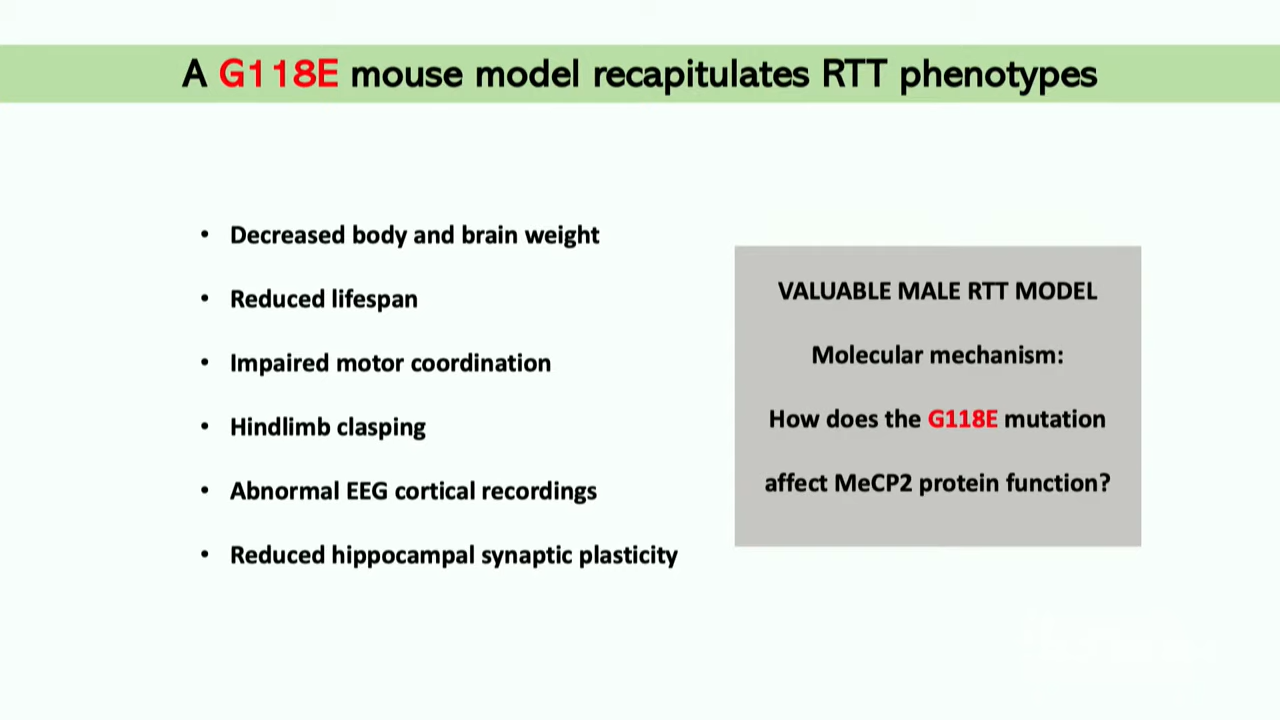 A G118E mouse model recapitulates RTT phenotypes
• Decreased body and brain weight
• Reduced lifespan
• Impaired motor coordination
• Hindlimb clasping
• Abnormal EEG cortical recordings
• Reduced hippocampal synaptic plasticity
VALUABLE MALE RTT MODEL
Molecular mechanism:
How does the G118E mutation
affect MeCP2 protein function?